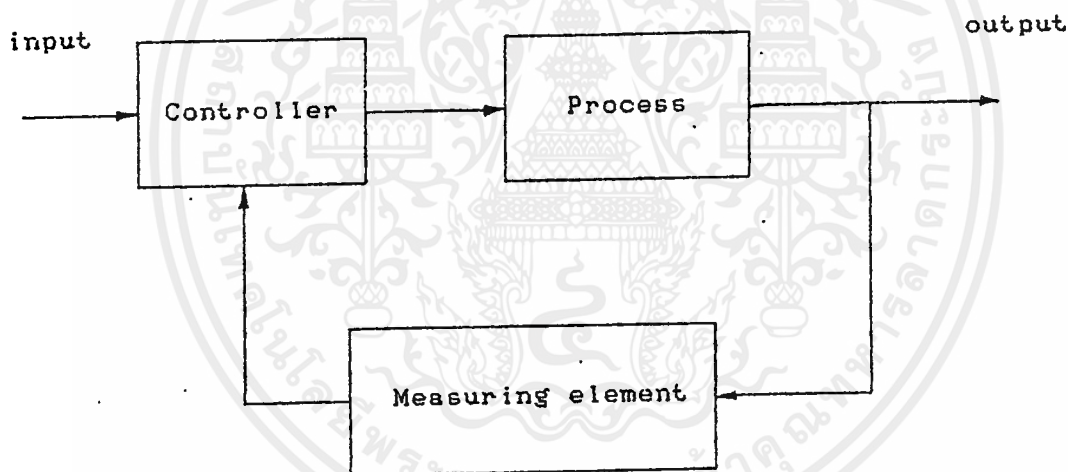 input
output
Controller
Process
Measuring element